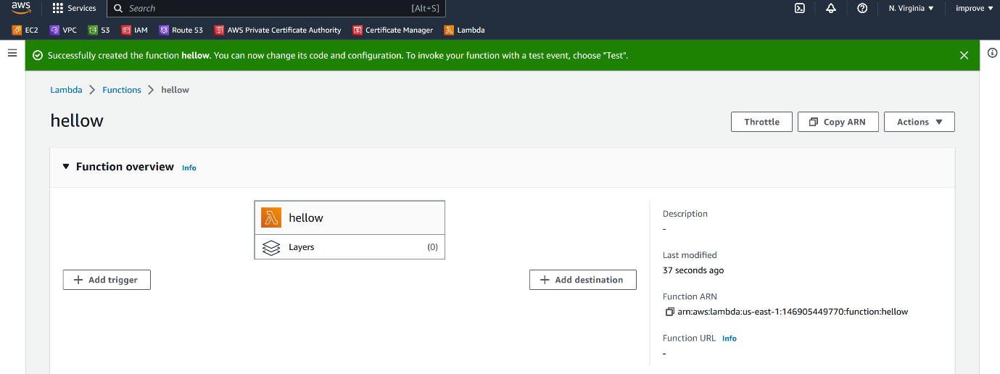 aws Services Search [Alt+S] N. Virginia improve
EC2 VPC S3 IAM Route 53 AWS Private Certificate Authority Certificate Manager Lambda
Successfully created the function hellow. You can now change its code and configuration. To invoke your function with a test event, choose "Test".
Lambda Functions hellow
hellow
Throttle Copy ARN Actions
Function overview Info
hellow
Layers (0)
Add trigger
Add destination
Description
-
Last modified
37 seconds ago
Function ARN
arn:aws:lambda:us-east-1:146905449770:function:hellow
Function URL Info
-